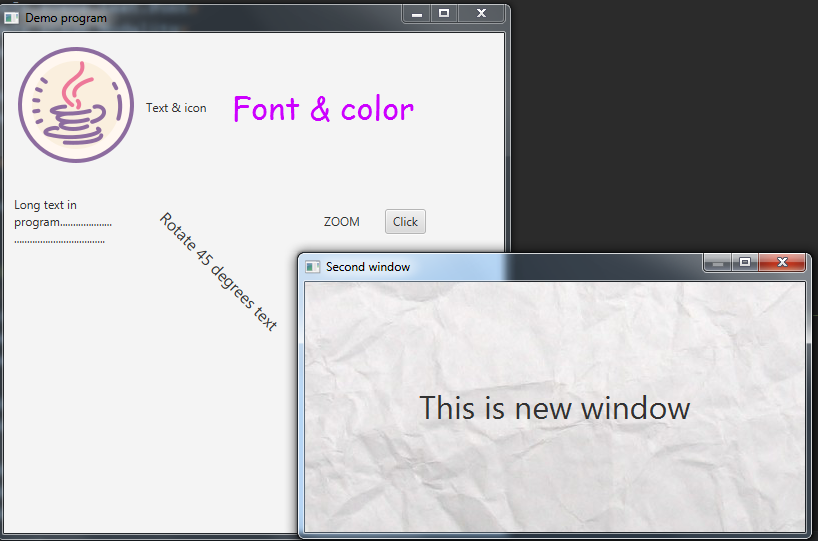 Demo program
Text & icon
Font & color
Long text in
program....................
...................................
Rotate 45 degrees text
ZOOM
Click
Second window
This is new window